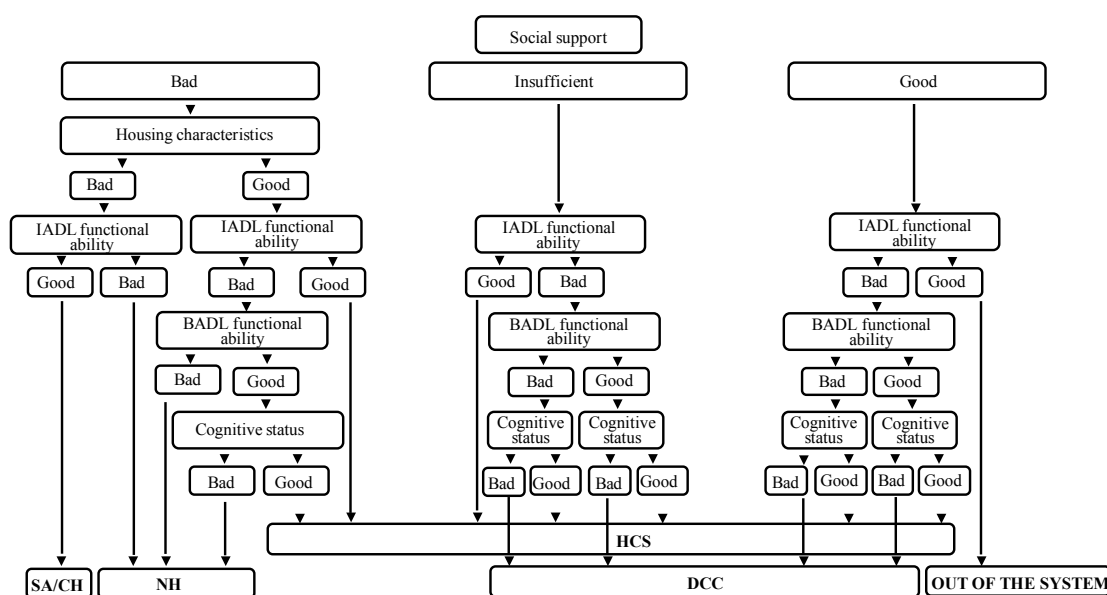 Social support
Bad
Insufficient
Good
Housing characteristics
Bad
Good
IADL functional
ability
IADL functional
ability
IADL functional
ability
IADL functional
ability
Good
Bad
Bad
Good
Good
Bad
Bad
Good
BADL functional
ability
BADL functional
ability
BADL functional
ability
Bad
Good
Bad
Good
Bad
Good
Cognitive status
Cognitive
status
Cognitive
status
Cognitive
status
Cognitive
status
Bad
Good
Bad
Good
Bad
Good
Bad
Good
Bad
Good
HCS
SA/CH
NH
DCC
OUT OF THE SYSTEM